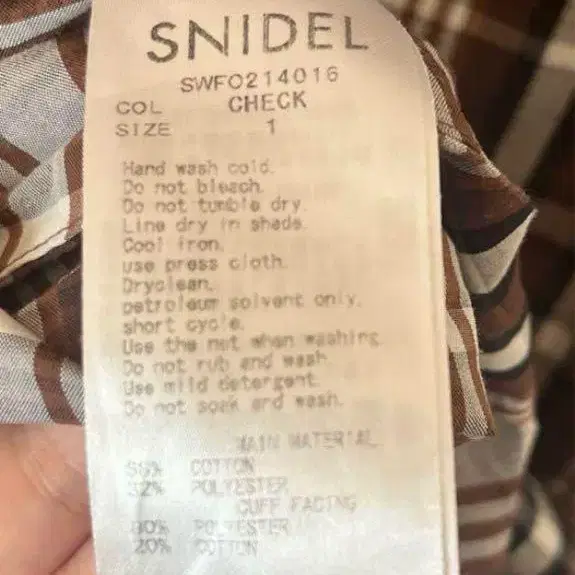 SNIDEL
SWFO214016
COL CHECK
SIZE 1
Hand wash cold.
Do not bleach.
Do not tumble dry.
Line dry in shade.
Cool iron.
use press cloth.
Dryclean.
petroleum solvent only.
short cycle.
Use the net when washing
Do not rub and wash
Use mild detergent
Do not soak and wash.
MAIN MATERIAL
COTTON
32% POLYESTER
CUFF FACING
80% POLYESTER
20% COTTON